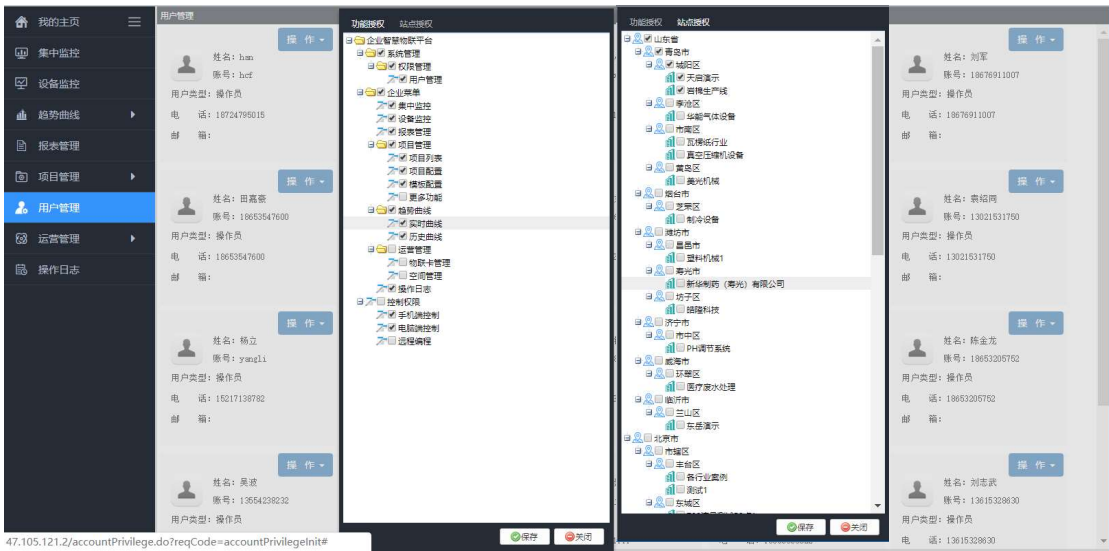 我的主页
集中监控
设备监控
趋势曲线
报表管理
项目管理
用户管理
运营管理
操作日志
用户管理
操 作
姓名: han
账号: hcf
用户类型: 操作员
电 话: 18724795015
邮 箱:
操 作
姓名: 田嘉豪
账号: 18653547600
用户类型: 操作员
电 话: 18653547600
邮 箱:
操 作
姓名: 杨立
账号: yangli
用户类型: 操作员
电 话: 15217138782
邮 箱:
操 作
姓名: 吴波
账号: 13554238232
用户类型: 操作员
功能授权 站点授权
企业智慧物联平台
系统管理
权限管理
用户管理
企业菜单
集中监控
设备监控
报表管理
项目管理
项目列表
项目配置
模板配置
更多功能
趋势曲线
实时曲线
历史曲线
运营管理
物联卡管理
空间管理
操作日志
控制权限
手机端控制
电脑端控制
远程编程
保存 关闭
功能授权 站点授权
山东省
青岛市
城阳区
天启演示
岩棉生产线
李沧区
华能气体设备
市南区
瓦楞纸行业
真空压缩机设备
黄岛区
美光机械
烟台市
芝罘区
制冷设备
潍坊市
昌邑市
塑料机械1
寿光市
新华制药（寿光）有限公司
坊子区
皓隆科技
济宁市
市中区
PH调节系统
威海市
环翠区
医疗废水处理
临沂市
兰山区
东岳演示
北京市
市辖区
丰台区
各行业案例
测试1
东城区
保存 关闭
操 作
姓名: 刘军
账号: 18676911007
用户类型: 操作员
电 话: 18676911007
邮 箱:
操 作
姓名: 袁绍同
账号: 13021531750
用户类型: 操作员
电 话: 13021531750
邮 箱:
操 作
姓名: 陈金龙
账号: 18653205752
用户类型: 操作员
电 话: 18653205752
邮 箱:
操 作
姓名: 刘志武
账号: 13615328630
用户类型: 操作员
电 话: 13615328630
47.105.121.2/accountPrivilege.do?reqCode=accountPrivilegeInit#